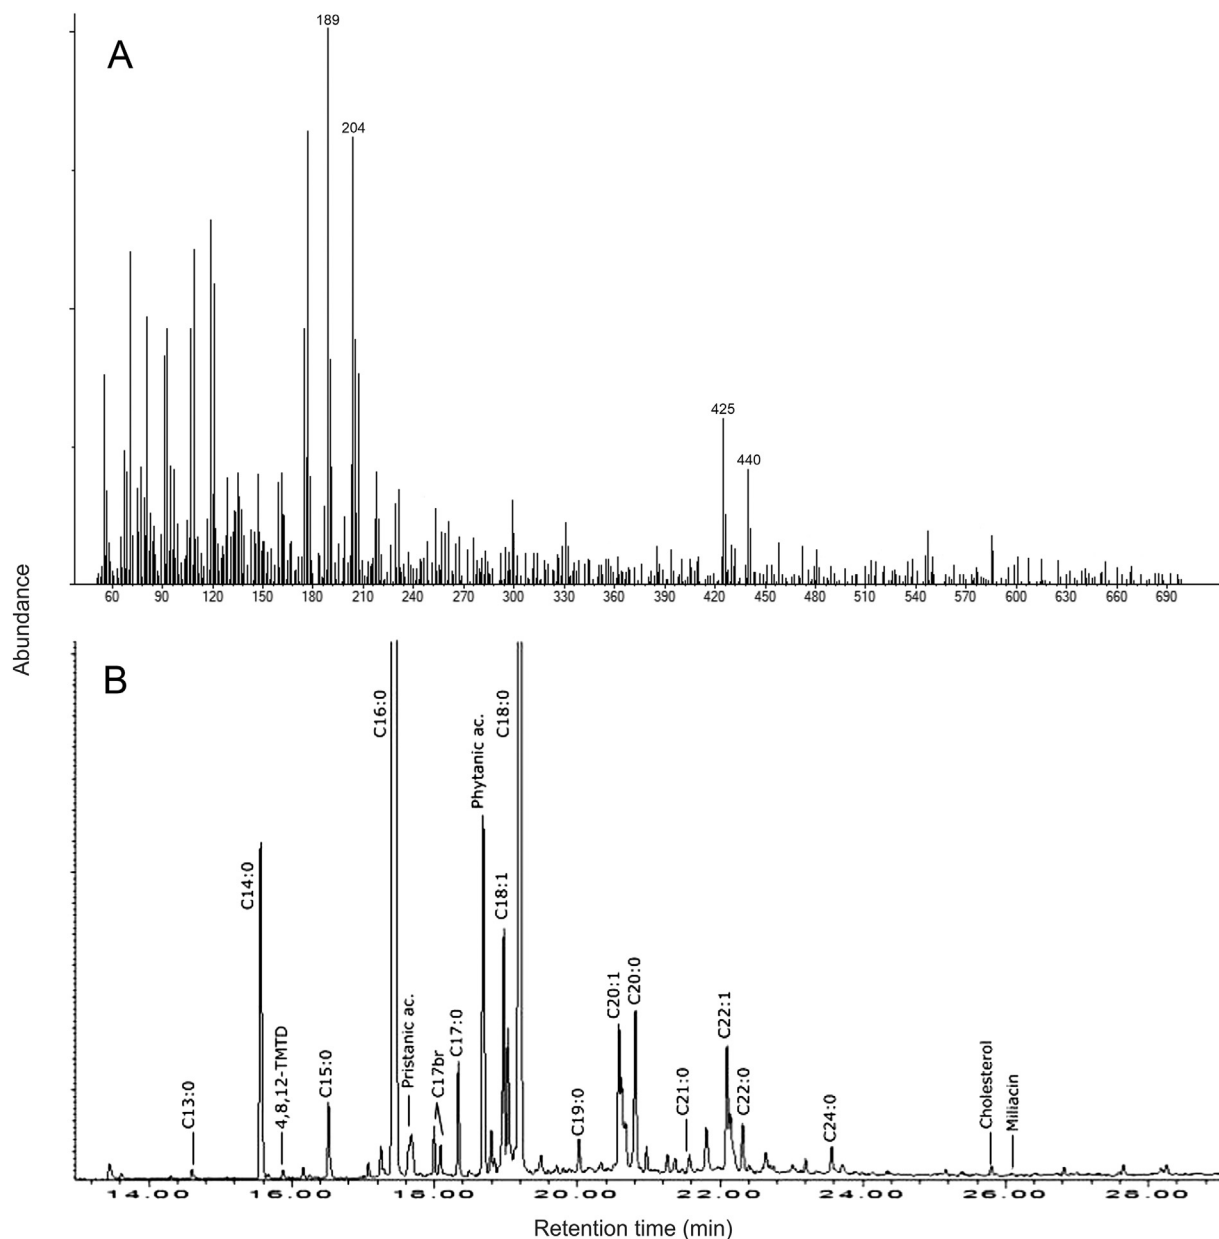 A
189
204
425
440
60 90 120 150 180 210 240 270 300 330 360 390 420 450 480 510 540 570 600 630 660 690
Abundance
B
C13:0
C14:0
4,8,12-TMTD
C15:0
C16:0
Pristanic ac.
C17br
C17:0
Phytanic ac.
C18:1
C18:0
C19:0
C20:1
C20:0
C21:0
C22:1
C22:0
C24:0
Cholesterol
Miliacin
14:00 16:00 18:00 20:00 22:00 24:00 26:00 28:00
Retention time (min)